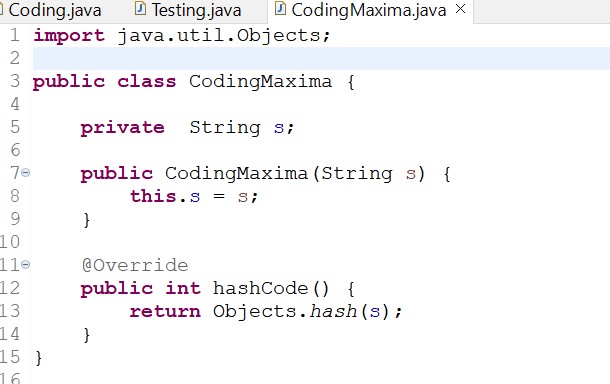 Coding.java Testing.java CodingMaxima.java
1 import java.util.Objects;
2
3 public class CodingMaxima {
4
5 private  String s;
6
7 public CodingMaxima(String s) {
8 this.s = s;
9 }
10
11 @Override
12 public int hashCode() {
13 return Objects.hash(s);
14 }
15 }
16